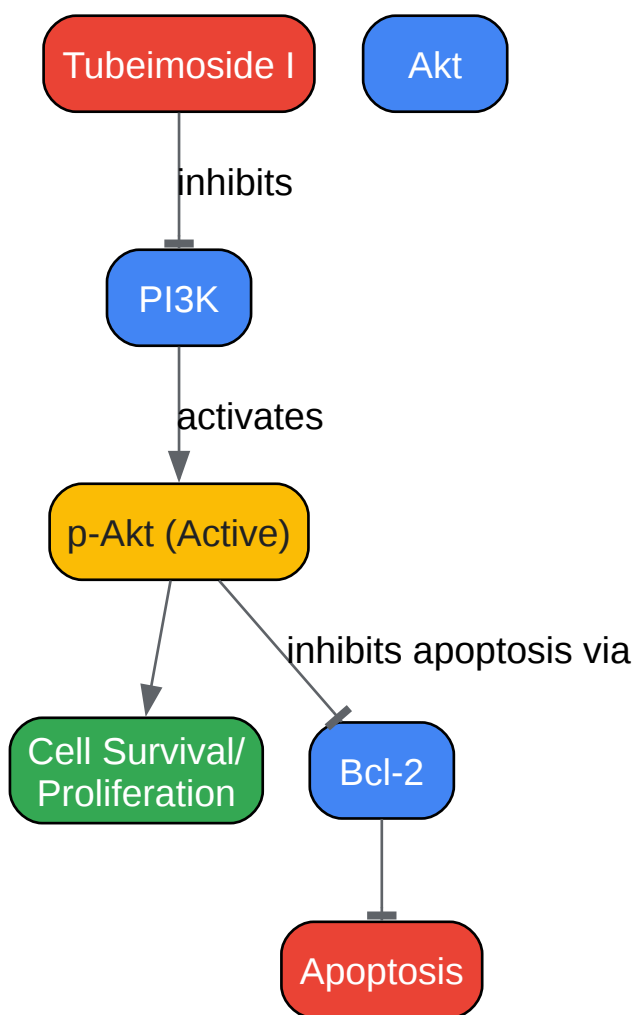 Tubeimoside I
Akt
inhibits
PI3K
activates
p-Akt (Active)
inhibits apoptosis via
Cell Survival/
Proliferation
Bcl-2
Apoptosis